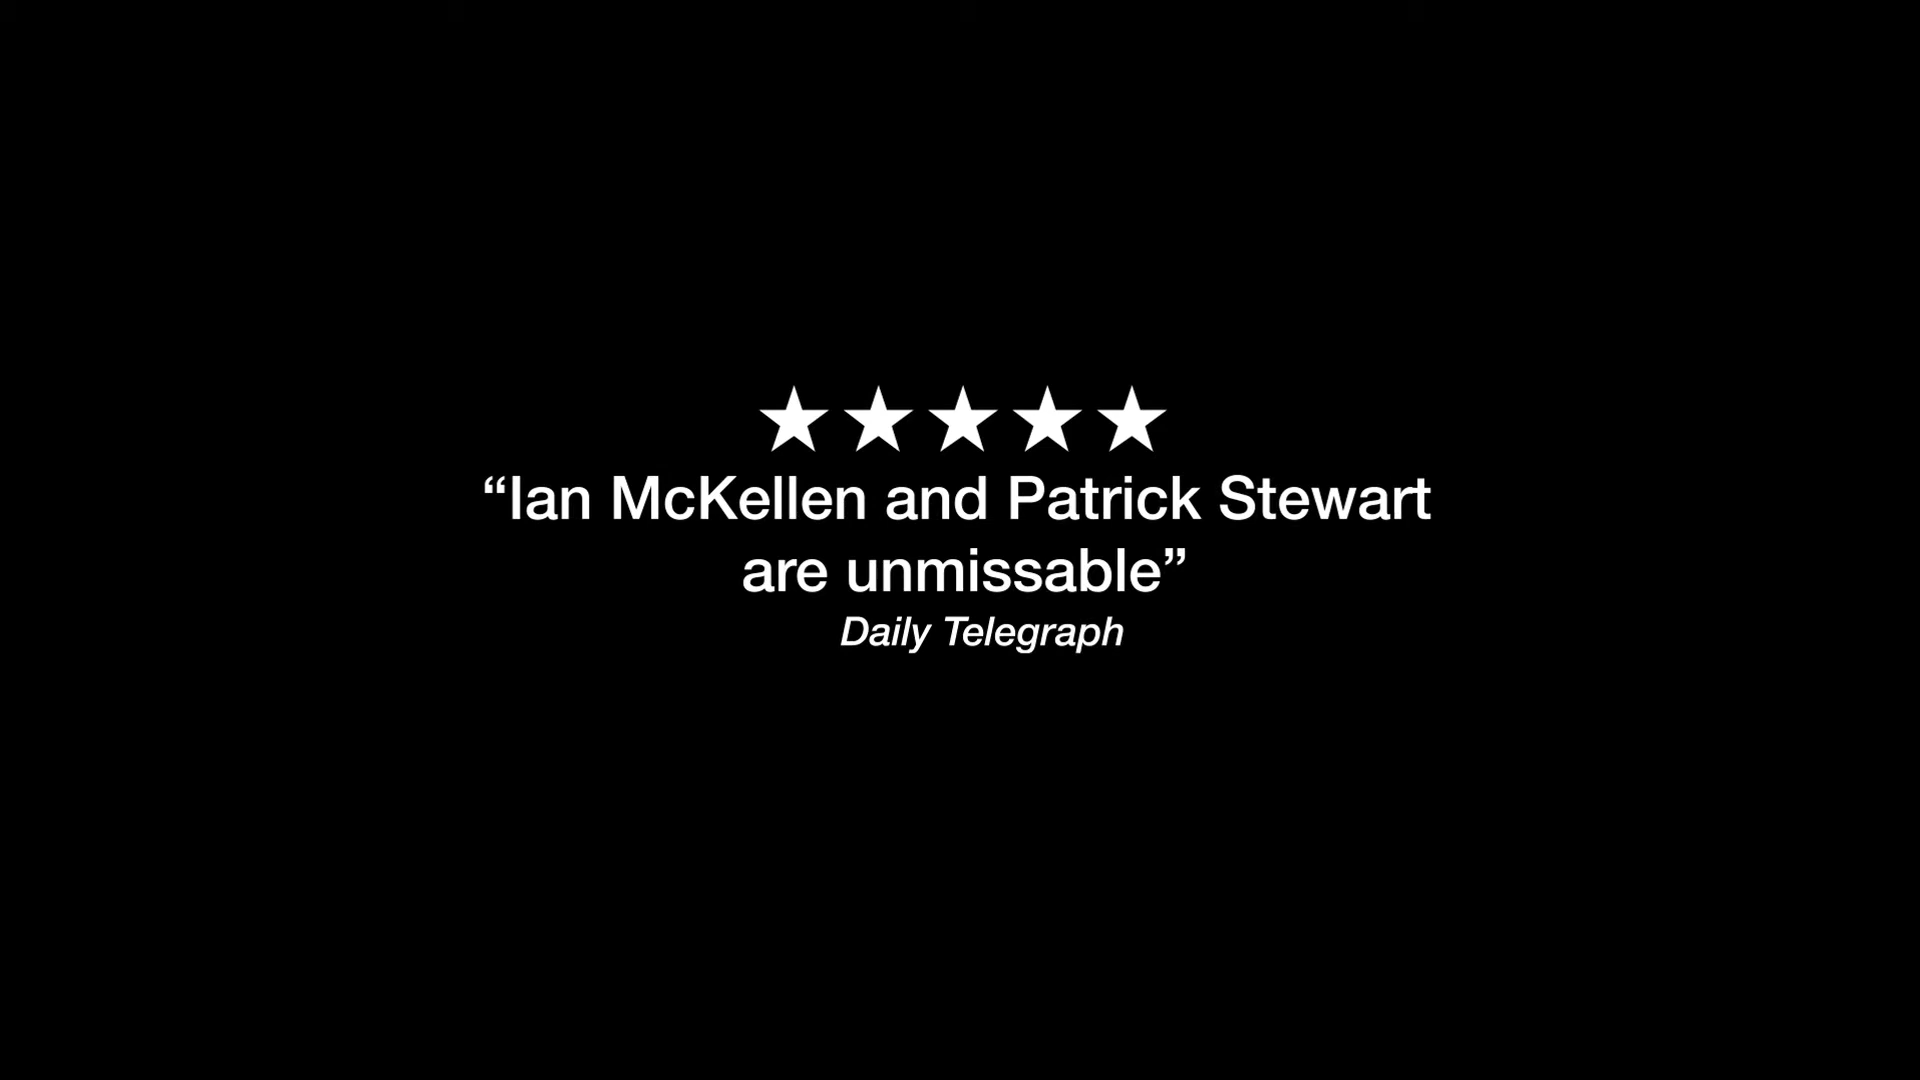 ★★★★★
“Ian McKellen and Patrick Stewart
are unmissable”
Daily Telegraph